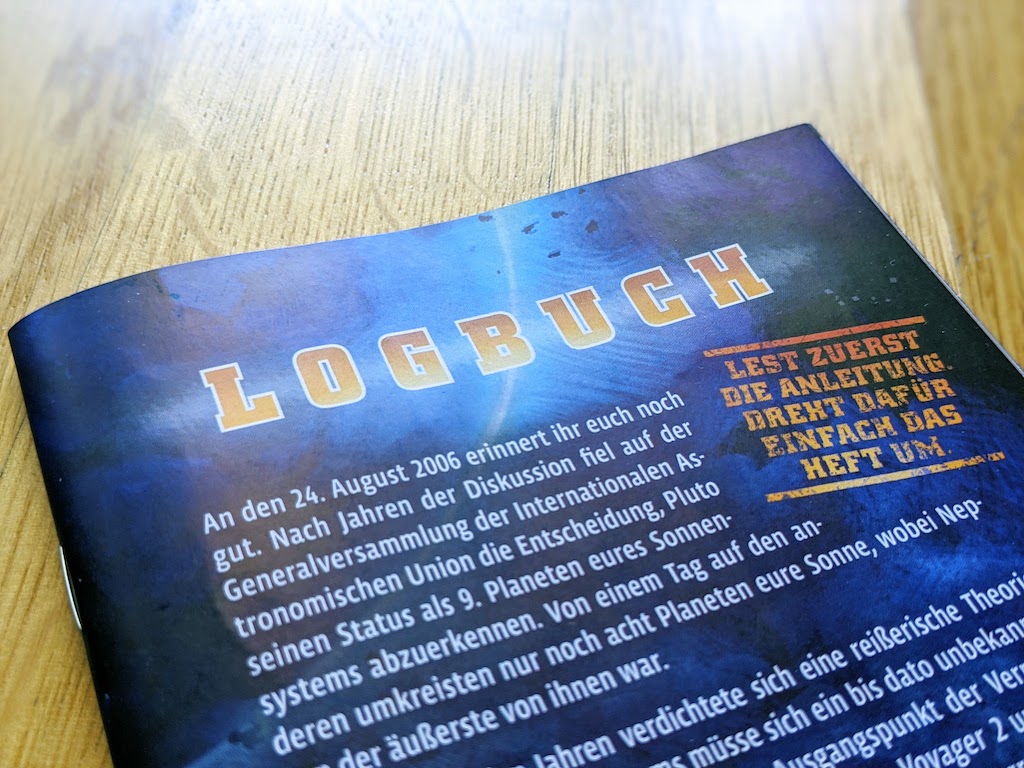 LOGBUCH
LEST ZUERST
DIE ANLEITUNG.
DREHT DAFÜR
EINFACH DAS
HEFT UM.
An den 24. August 2006 erinnert ihr euch noch
gut. Nach Jahren der Diskussion fiel auf der
Generalversammlung der Internationalen As-
tronomischen Union die Entscheidung, Pluto
seinen Status als 9. Planeten eures Sonnen-
systems abzuerkennen. Von einem Tag auf den an-
deren umkreisten nur noch acht Planeten eure Sonne, wobei Nep-
der äußerste von ihnen war.
Jahren verdichtete sich eine reißerische Theori
müsse sich ein bis dato unbekann
Ausgangspunkt der Ver
Voyager 2 u